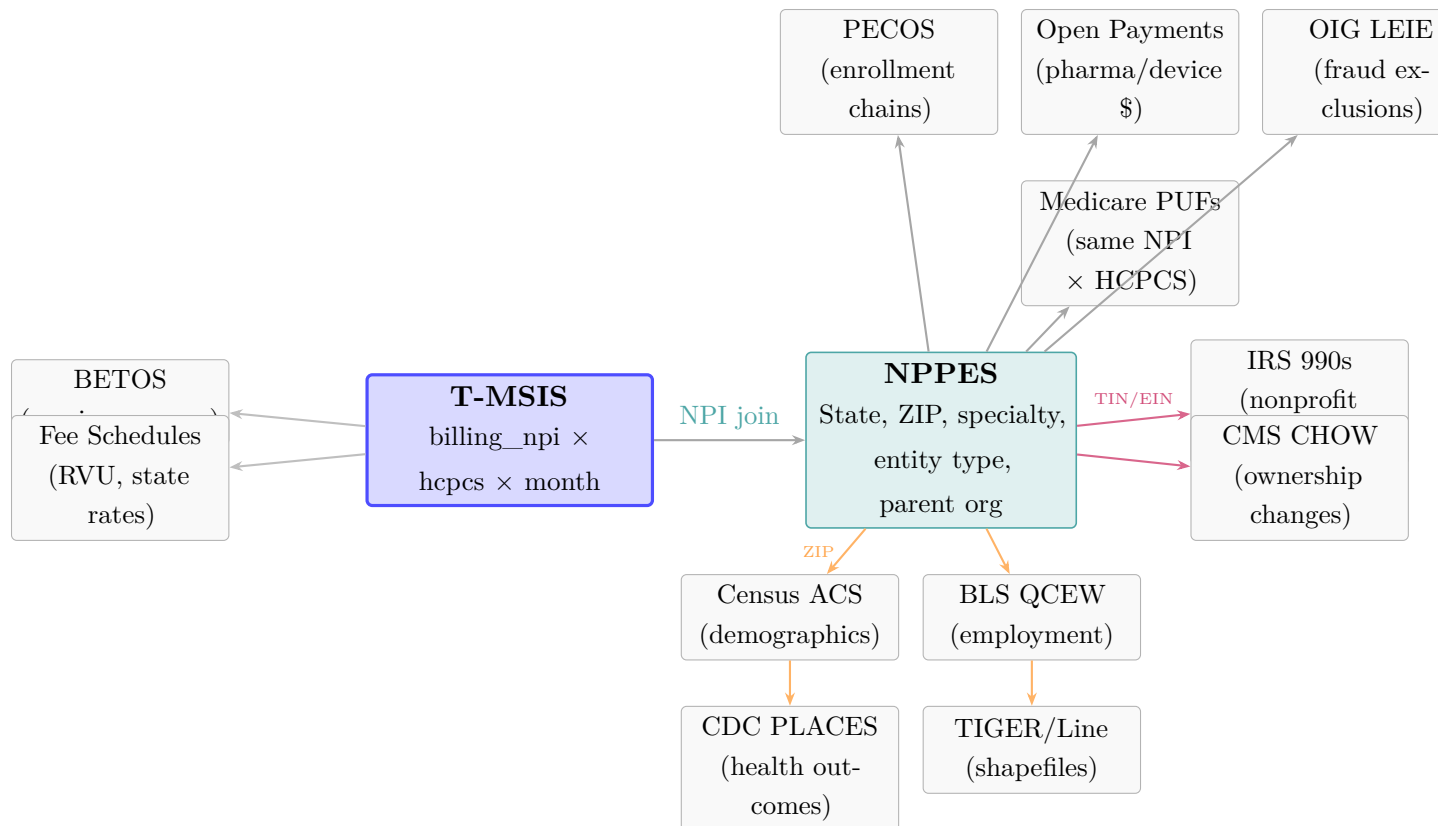 PECOS
(enrollment
chains)
Open Payments
(pharma/device
$)
OIG LEIE
(fraud ex-
clusions)
Medicare PUFs
(same NPI
× HCPCS)
BETOS
Fee Schedules
(RVU, state
rates)
T-MSIS
billing_npi ×
hcpcs × month
NPI join
NPPES
State, ZIP, specialty,
entity type,
parent org
TIN/EIN
IRS 990s
(nonprofit
CMS CHOW
(ownership
changes)
ZIP
Census ACS
(demographics)
BLS QCEW
(employment)
CDC PLACES
(health out-
comes)
TIGER/Line
(shapefiles)